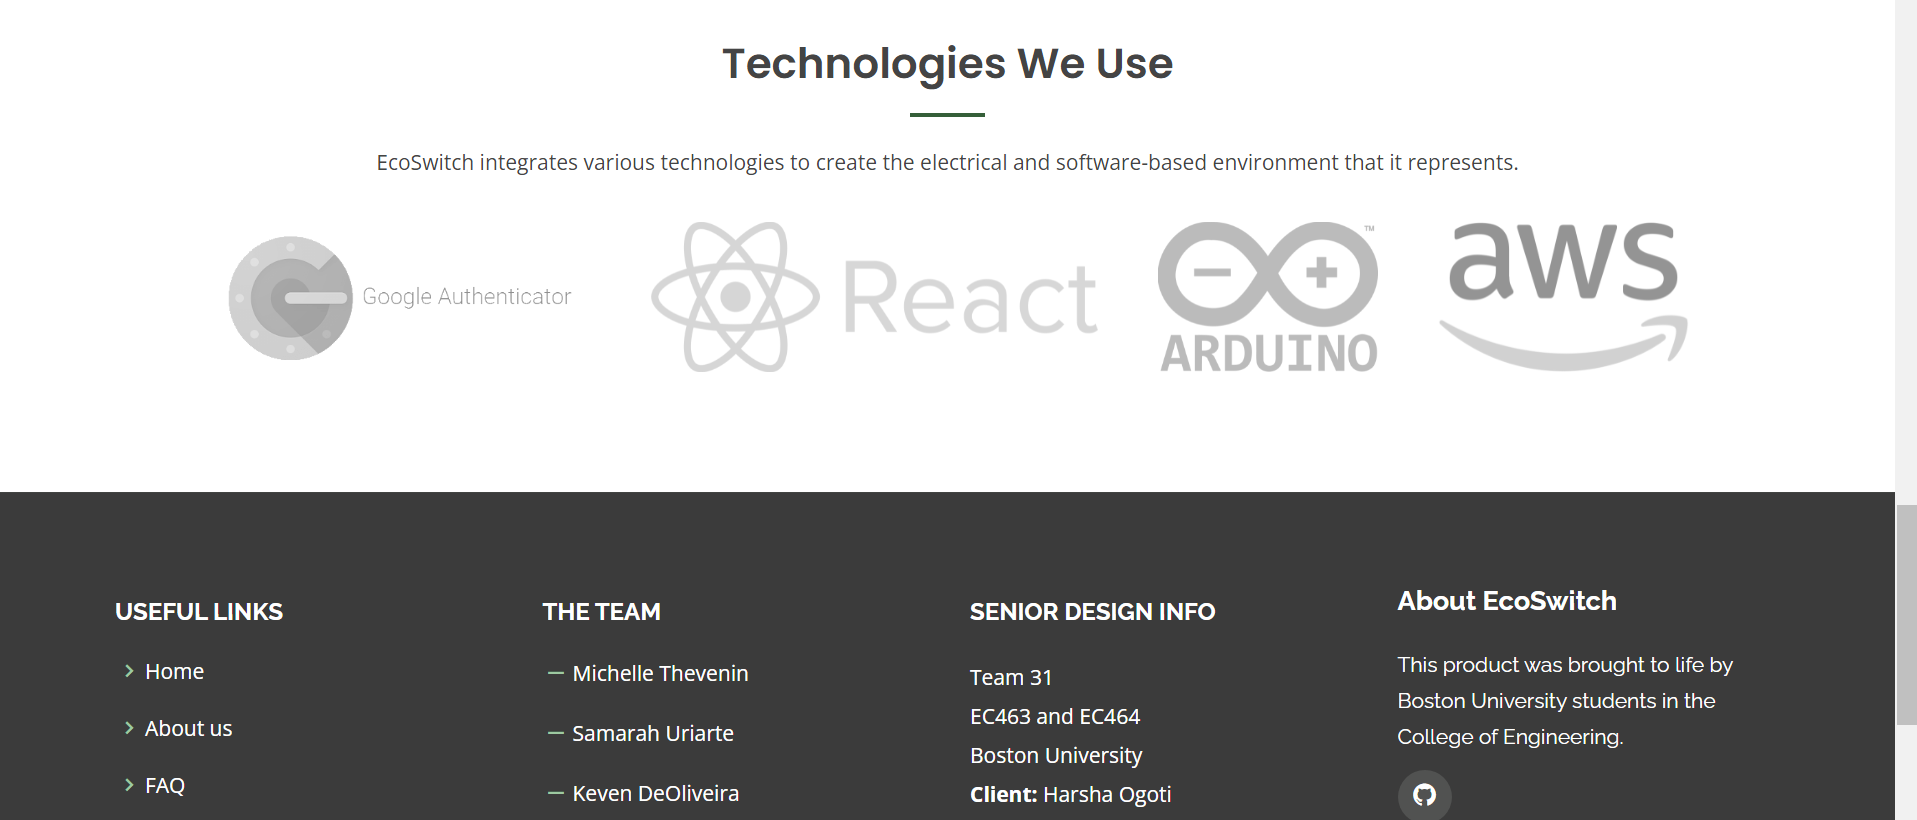 Technologies We Use
EcoSwitch integrates various technologies to create the electrical and software-based environment that it represents.
Google Authenticator
React
ARDUINO
TM
aws
USEFUL LINKS
Home
About us
FAQ
THE TEAM
Michelle Thevenin
Samarah Uriarte
Keven DeOliveira
SENIOR DESIGN INFO
Team 31
EC463 and EC464
Boston University
Client: Harsha Ogoti
About EcoSwitch
This product was brought to life by
Boston University students in the
College of Engineering.